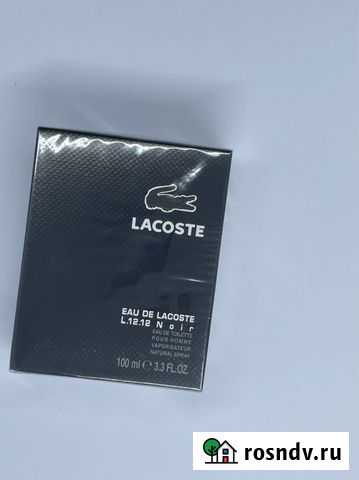 LACOSTE
EAU DE LACOSTE
L.12.12 Noir
EAU DE TOILETTE
POUR HOMME
VAPORISATEUR
NATURAL SPRAY
100 ml ℮ 3.3 FL.OZ
rosndv.ru